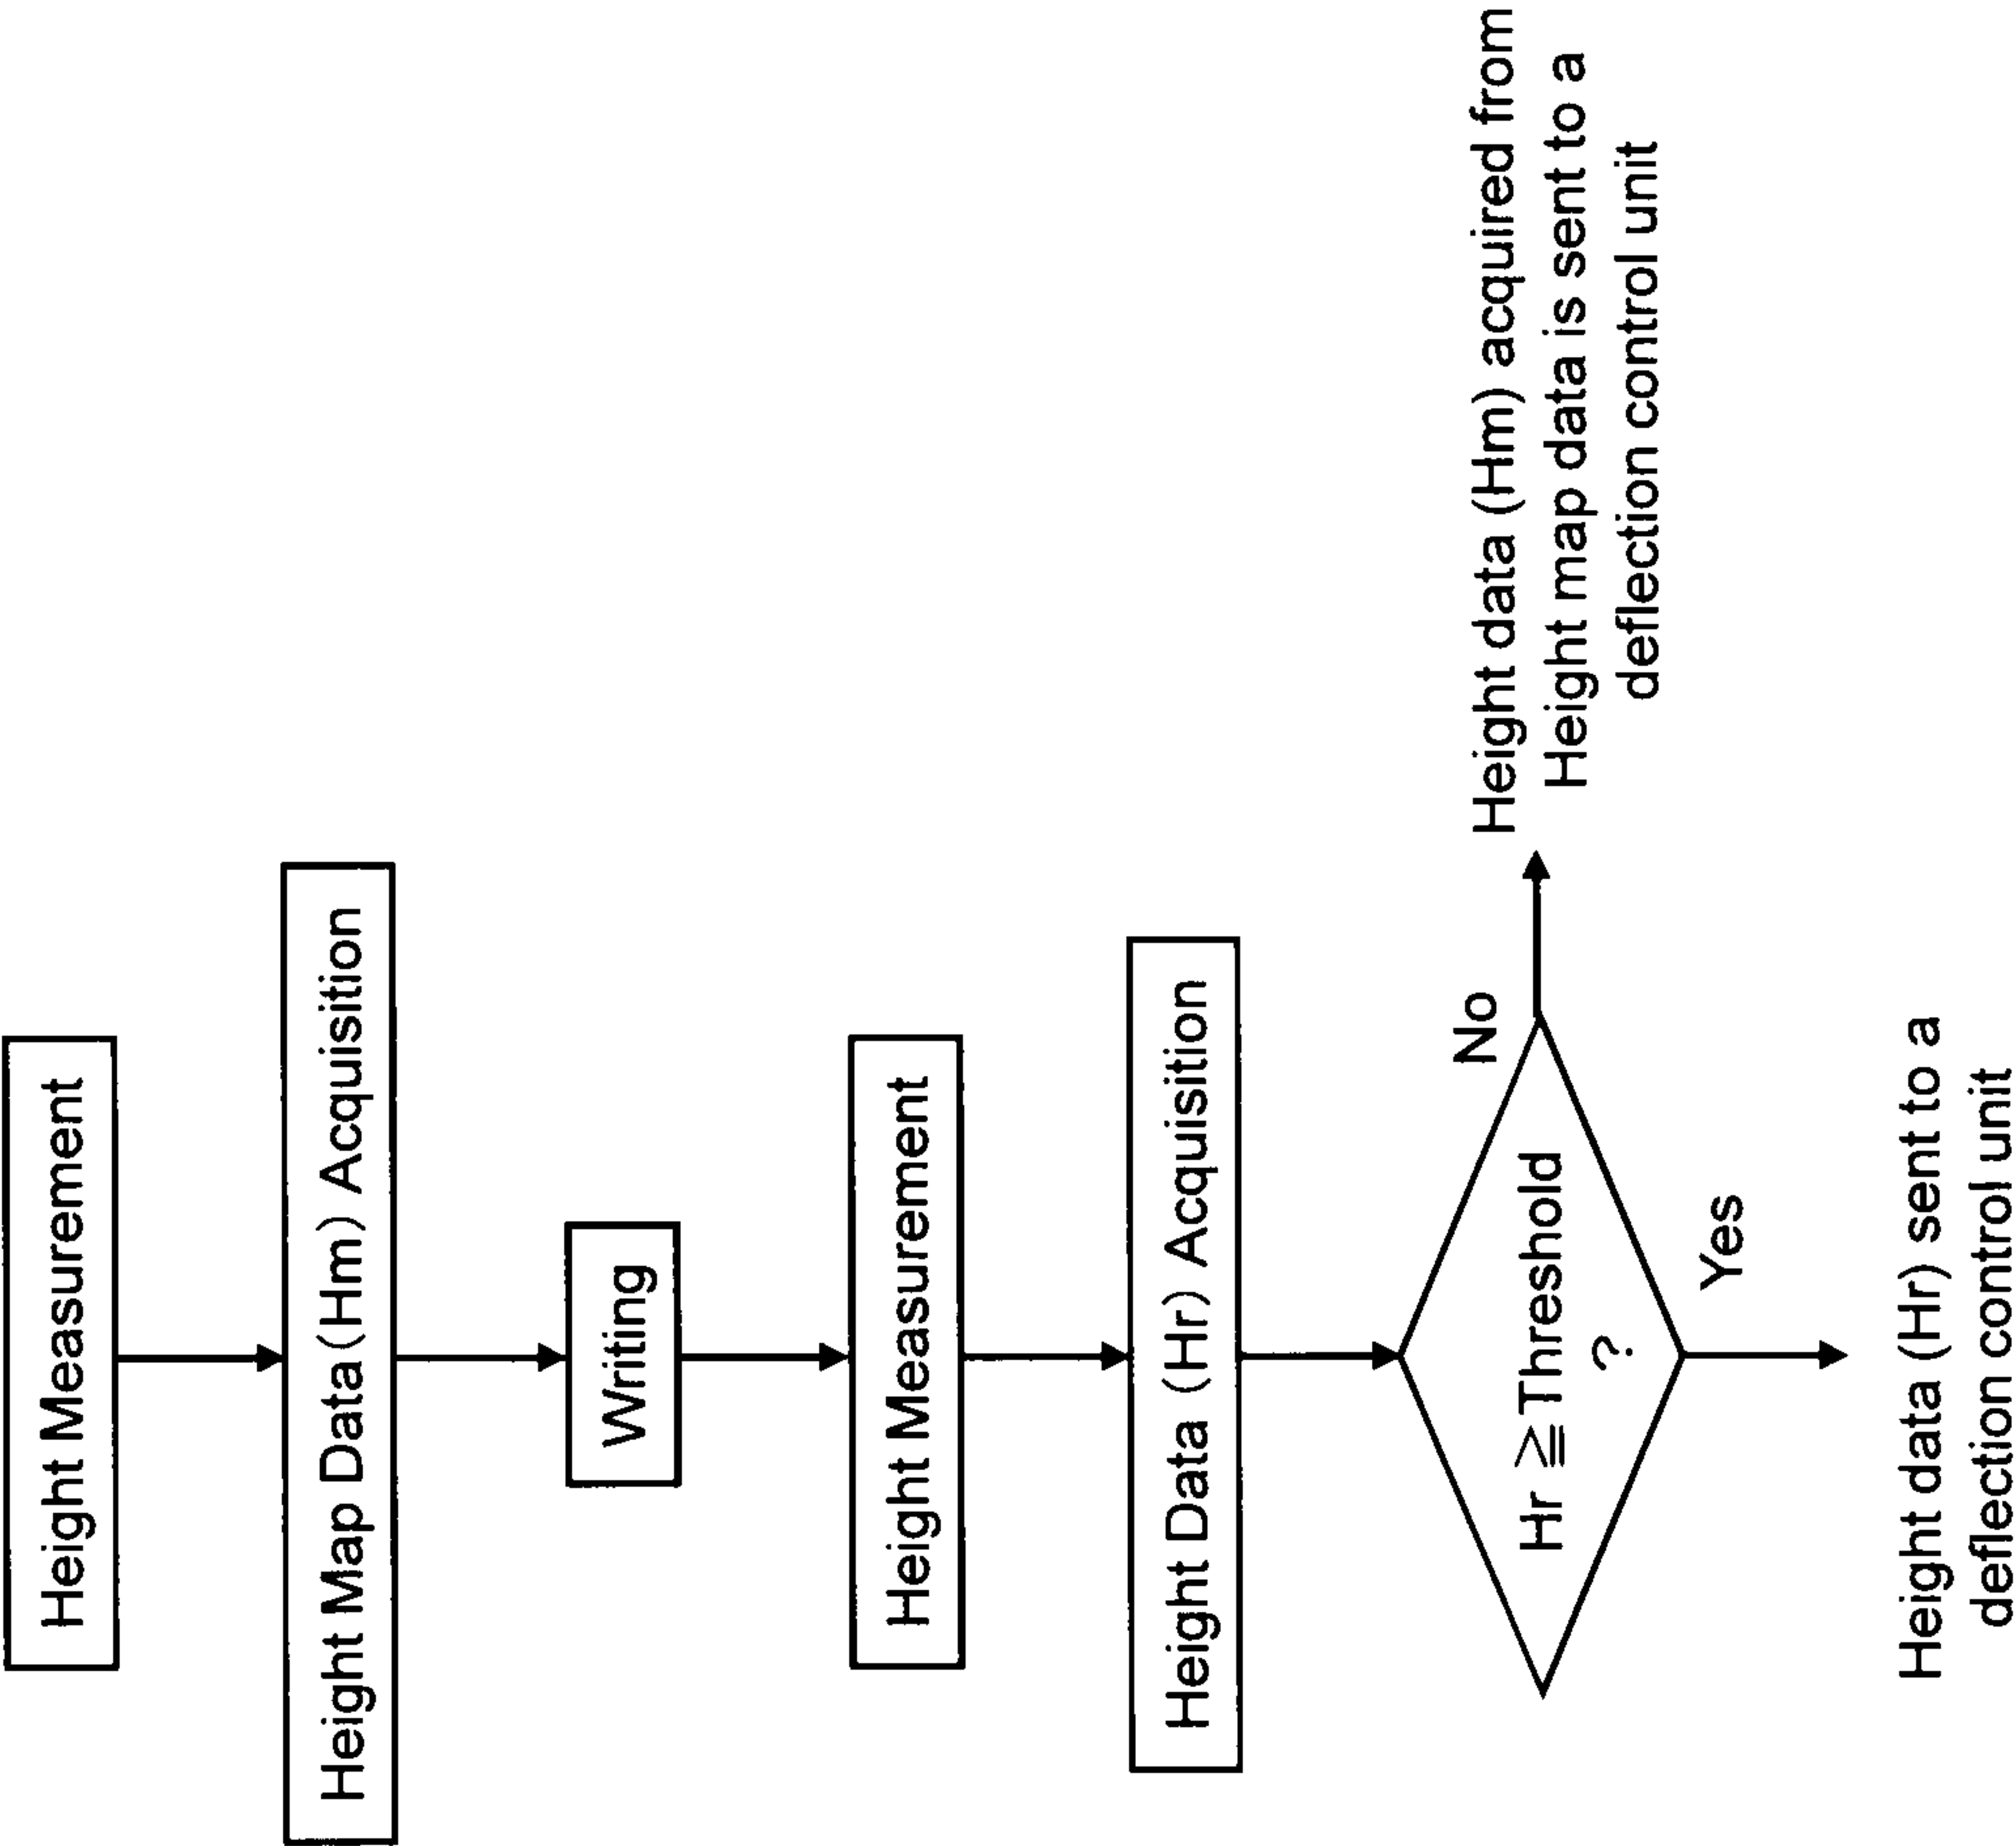 Height Measurement
Height Map Data (Hm) Acquisition
Writing
Height Measurement
Height Data (Hr) Acquisition
Hr ≧ Threshold
?
No
Height data (Hm) acquired from
Height map data is sent to a
deflection control unit
Yes
Height data (Hr) sent to a
deflection control unit